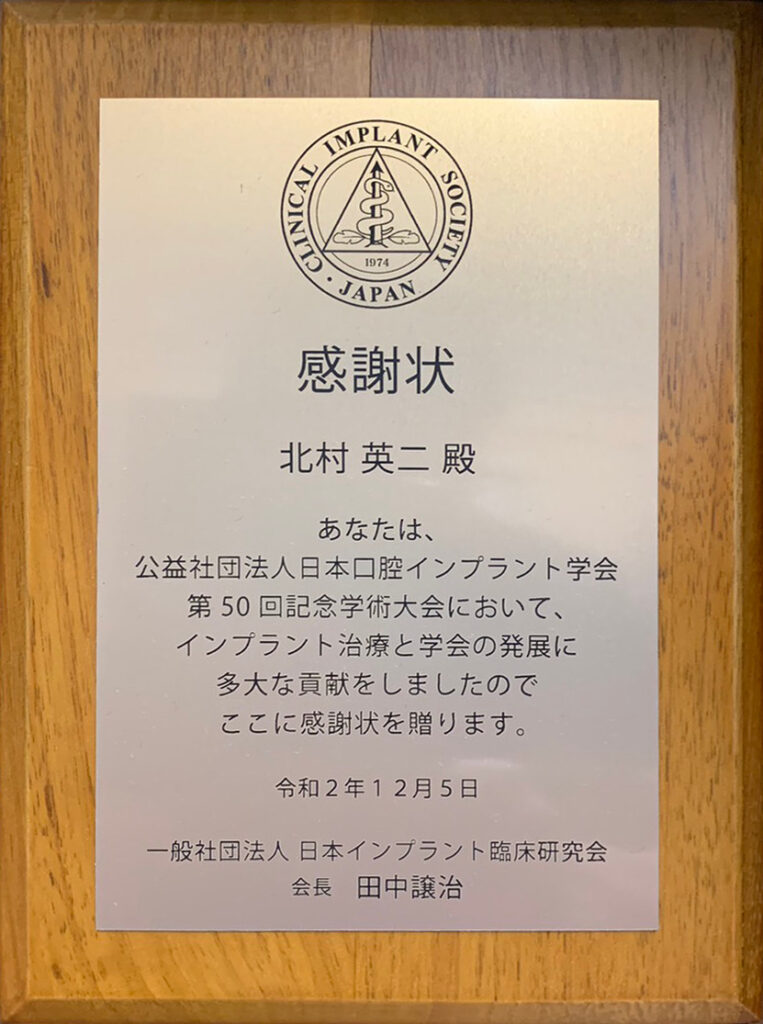 CLINICAL IMPLANT SOCIETY
・JAPAN
1974
感謝状
北村 英二 殿
あなたは、
公益社団法人日本口腔インプラント学会
第 50 回記念学術大会において、
インプラント治療と学会の発展に
多大な貢献をしましたので
ここに感謝状を贈ります。
令和2年12月5日
一般社団法人 日本インプラント臨床研究会
会長 田中譲治